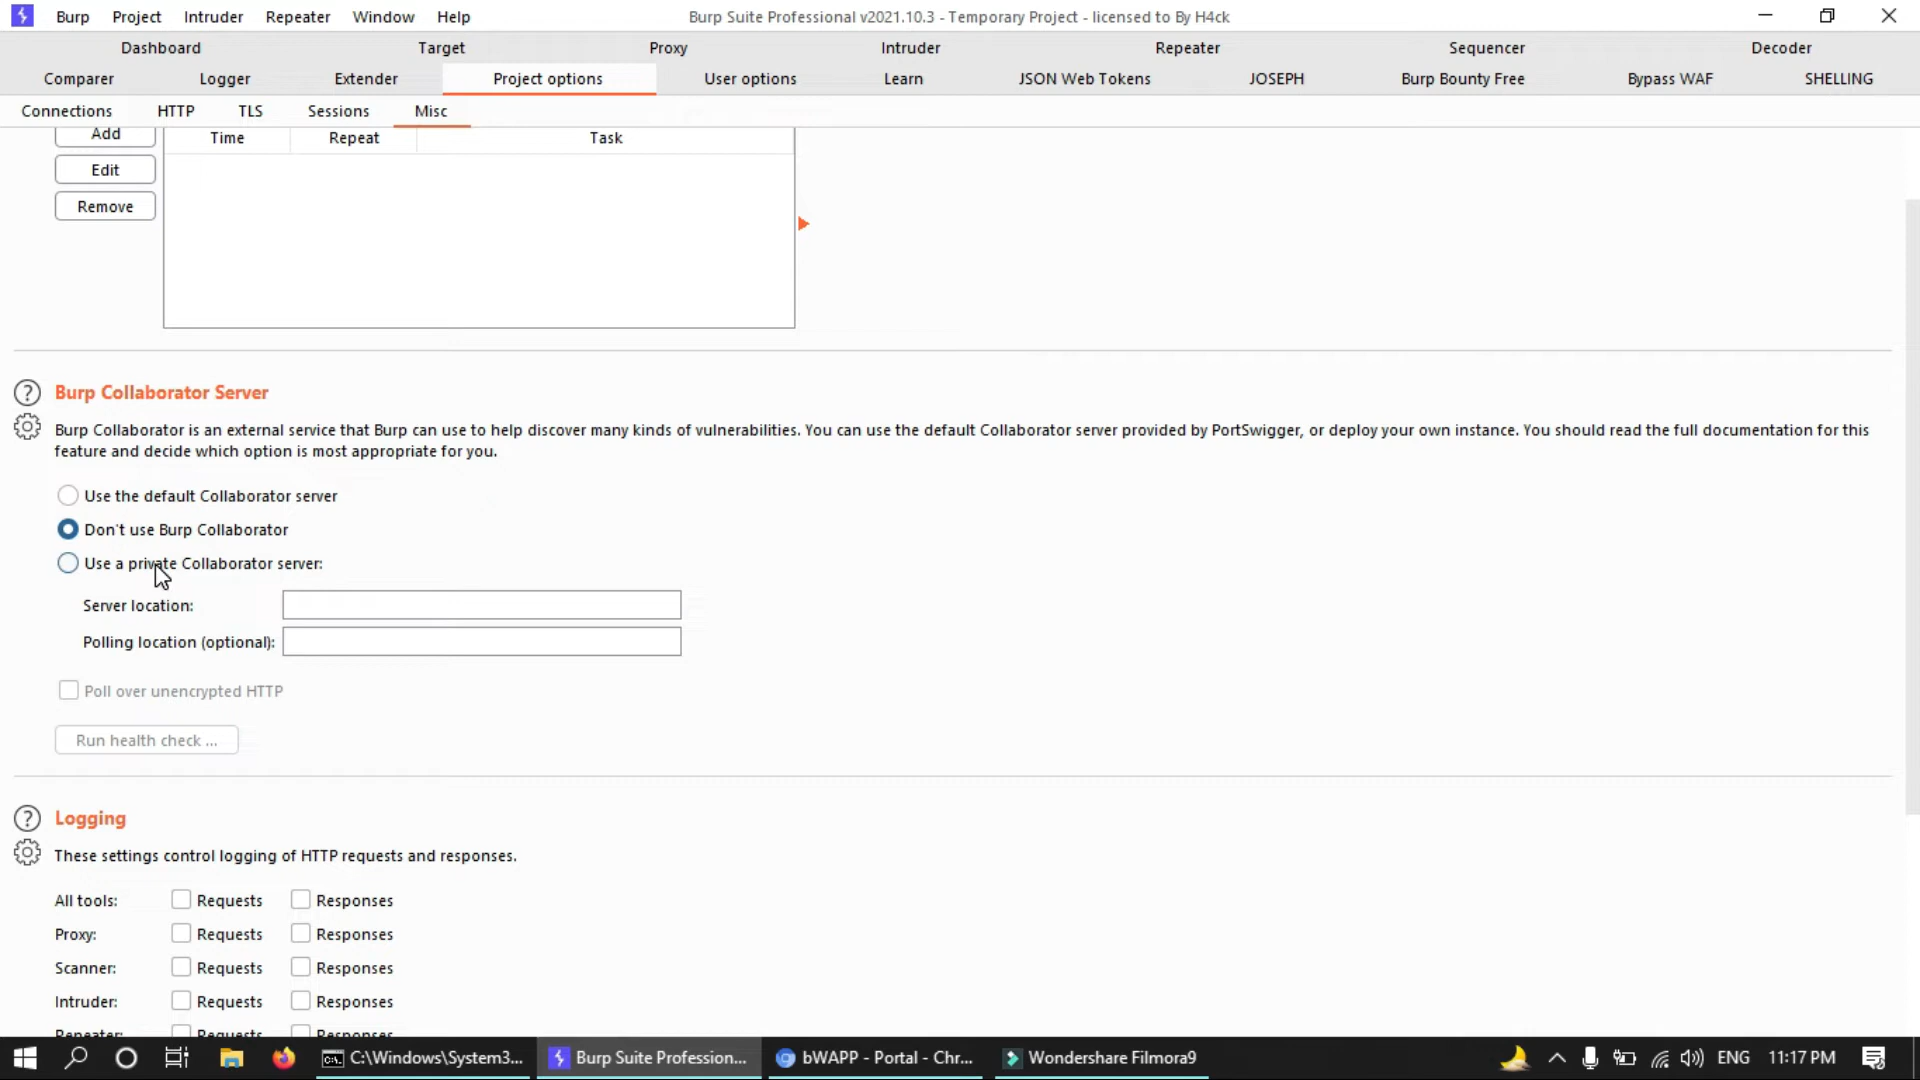 Burp Project Intruder Repeater Window Help Burp Suite Professional v2021.10.3 - Temporary Project - licensed to By H4ck
Dashboard Target Proxy Intruder Repeater Sequencer Decoder
Comparer Logger Extender Project options User options Learn JSON Web Tokens JOSEPH Burp Bounty Free Bypass WAF SHELLING
Connections HTTP TLS Sessions Misc
Add Time Repeat Task
Edit
Remove
Burp Collaborator Server
Burp Collaborator is an external service that Burp can use to help discover many kinds of vulnerabilities. You can use the default Collaborator server provided by PortSwigger, or deploy your own instance. You should read the full documentation for this
feature and decide which option is most appropriate for you.
Use the default Collaborator server
Don't use Burp Collaborator
Use a private Collaborator server:
Server location:
Polling location (optional):
Poll over unencrypted HTTP
Run health check ...
Logging
These settings control logging of HTTP requests and responses.
All tools: Requests Responses
Proxy: Requests Responses
Scanner: Requests Responses
Intruder: Requests Responses
Repeater: Requests Responses
C:\Windows\System3... Burp Suite Profession... bWAPP - Portal - Chr... Wondershare Filmora9 ENG 11:17 PM